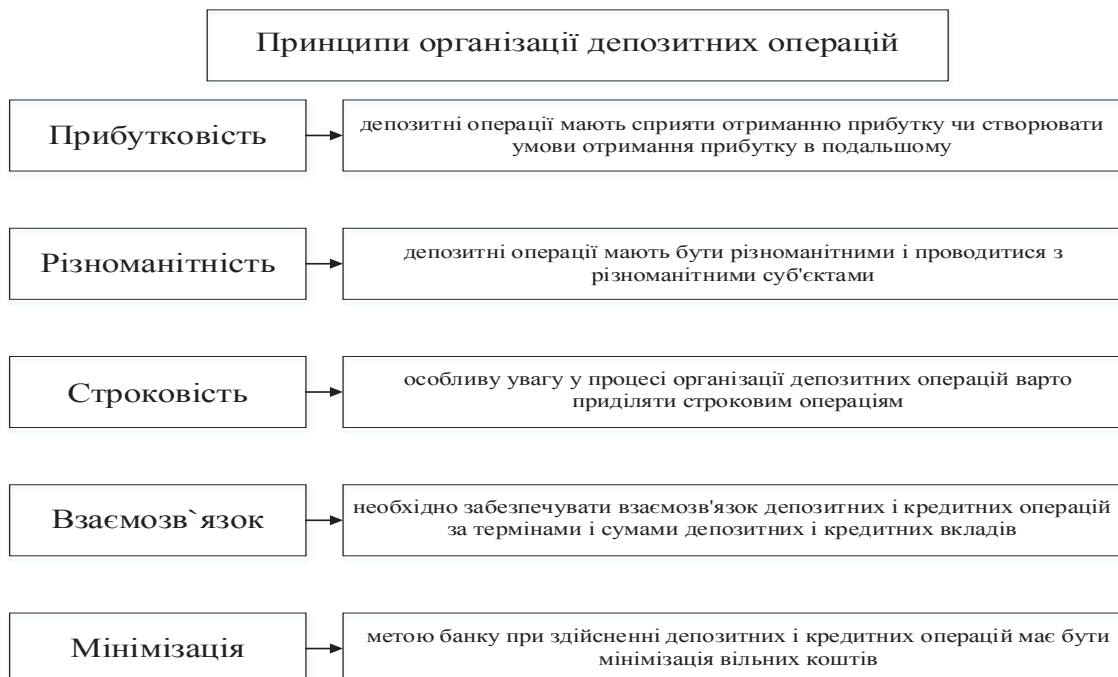 Принципи організації депозитних операцій
Прибутковість
депозитні операції мають сприяти отриманню прибутку чи створювати
умови отримання прибутку в подальшому
Різноманітність
депозитні операції мають бути різноманітними і проводитися з
різноманітними суб'єктами
Строковість
особливу увагу у процесі організації депозитних операцій варто
приділяти строковим операціям
Взаємозв`язок
необхідно забезпечувати взаємозв'язок депозитних і кредитних операцій
за термінами і сумами депозитних і кредитних вкладів
Мінімізація
метою банку при здійсненні депозитних і кредитних операцій має бути
мінімізація вільних коштів